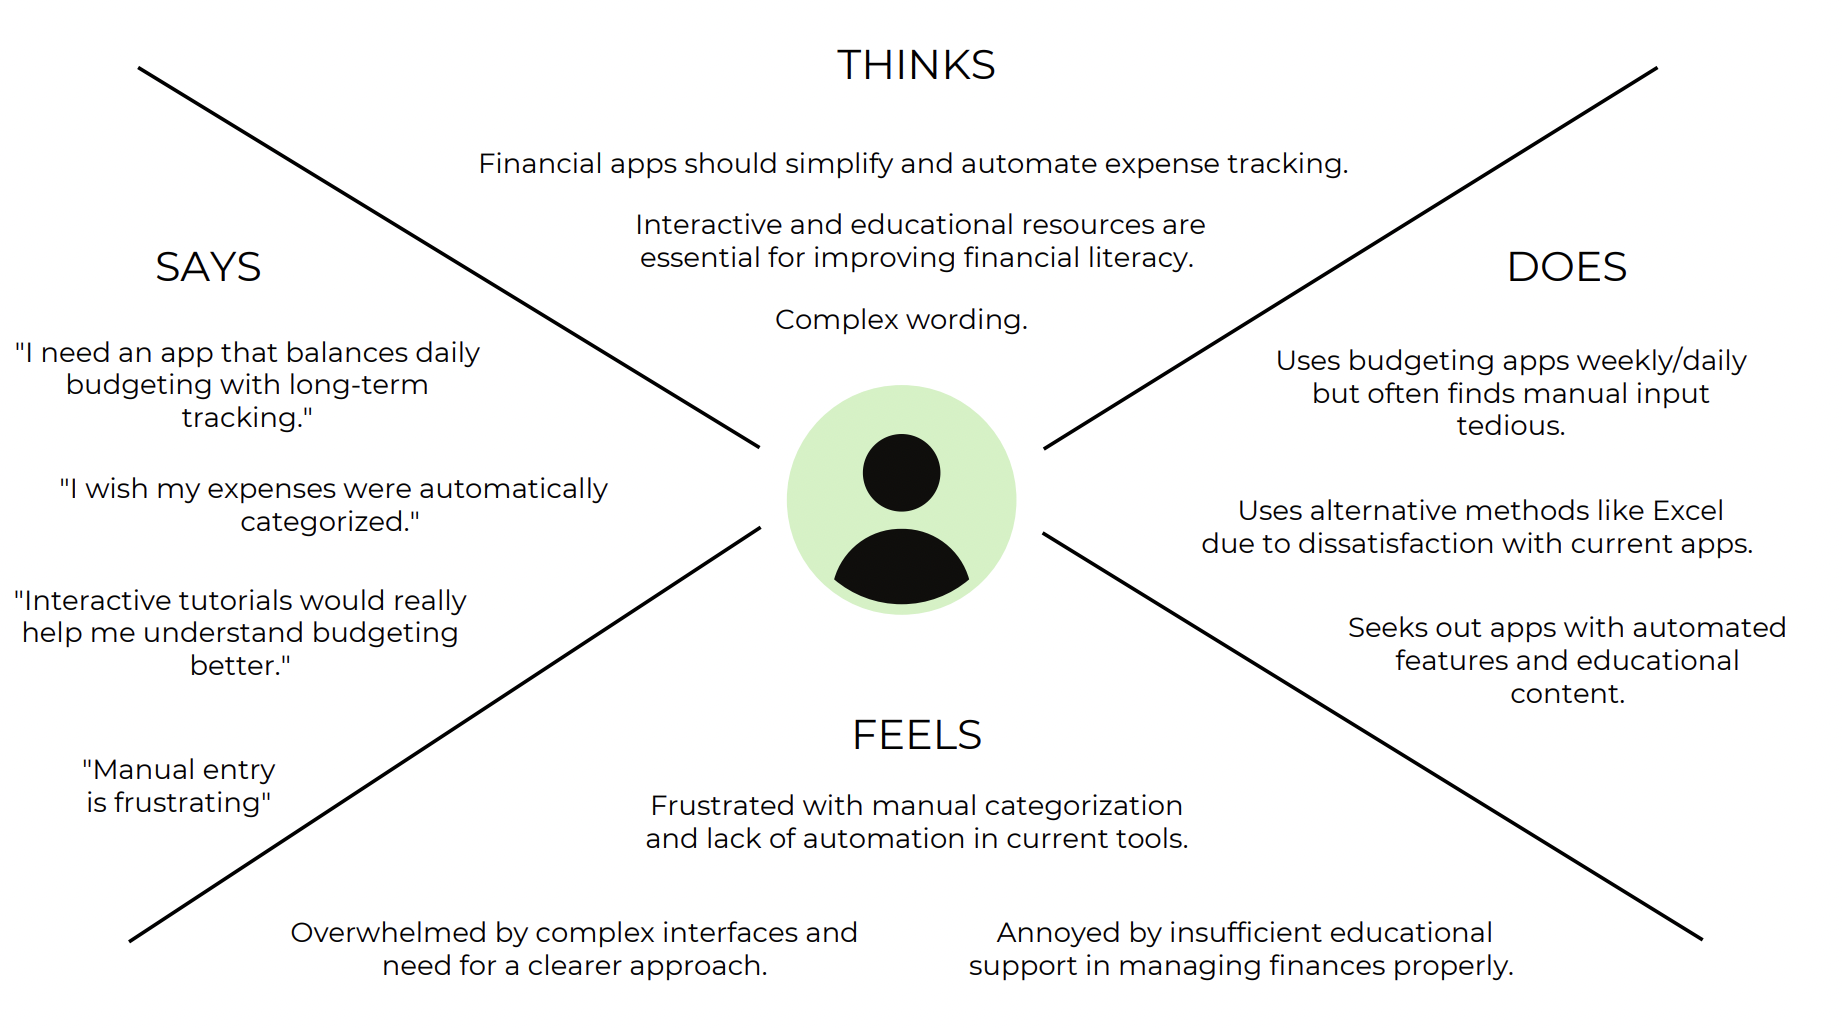 THINKS
Financial apps should simplify and automate expense tracking.
Interactive and educational resources are
essential for improving financial literacy.
Complex wording.
SAYS
"I need an app that balances daily
budgeting with long-term
tracking."
"I wish my expenses were automatically
categorized."
"Interactive tutorials would really
help me understand budgeting
better."
"Manual entry
is frustrating"
DOES
Uses budgeting apps weekly/daily
but often finds manual input
tedious.
Uses alternative methods like Excel
due to dissatisfaction with current apps.
Seeks out apps with automated
features and educational
content.
FEELS
Frustrated with manual categorization
and lack of automation in current tools.
Overwhelmed by complex interfaces and
need for a clearer approach.
Annoyed by insufficient educational
support in managing finances properly.